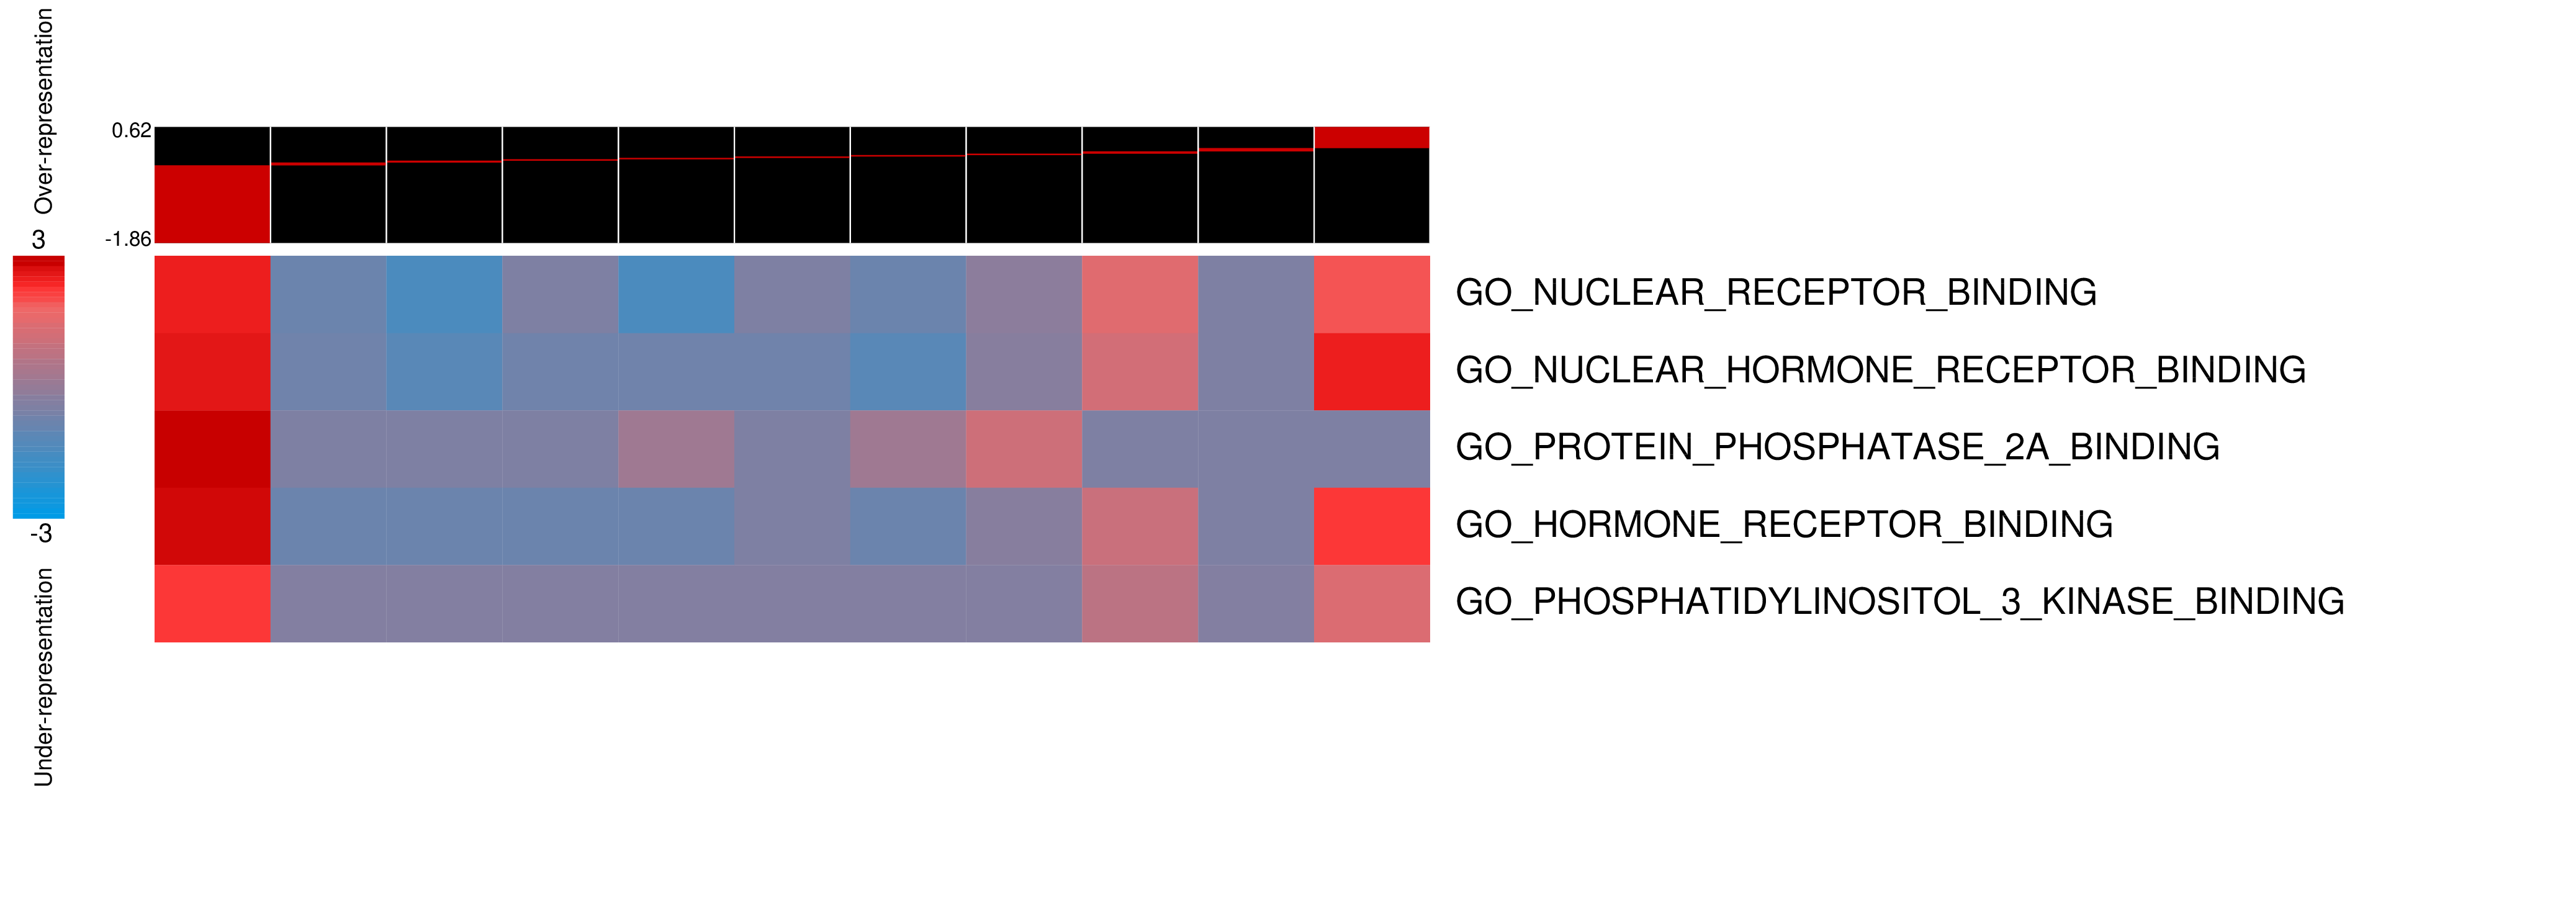 Over-representation
3
-3
Under-representation
0.62
-1.86
GO_NUCLEAR_RECEPTOR_BINDING
GO_NUCLEAR_HORMONE_RECEPTOR_BINDING
GO_PROTEIN_PHOSPHATASE_2A_BINDING
GO_HORMONE_RECEPTOR_BINDING
GO_PHOSPHATIDYLINOSITOL_3_KINASE_BINDING